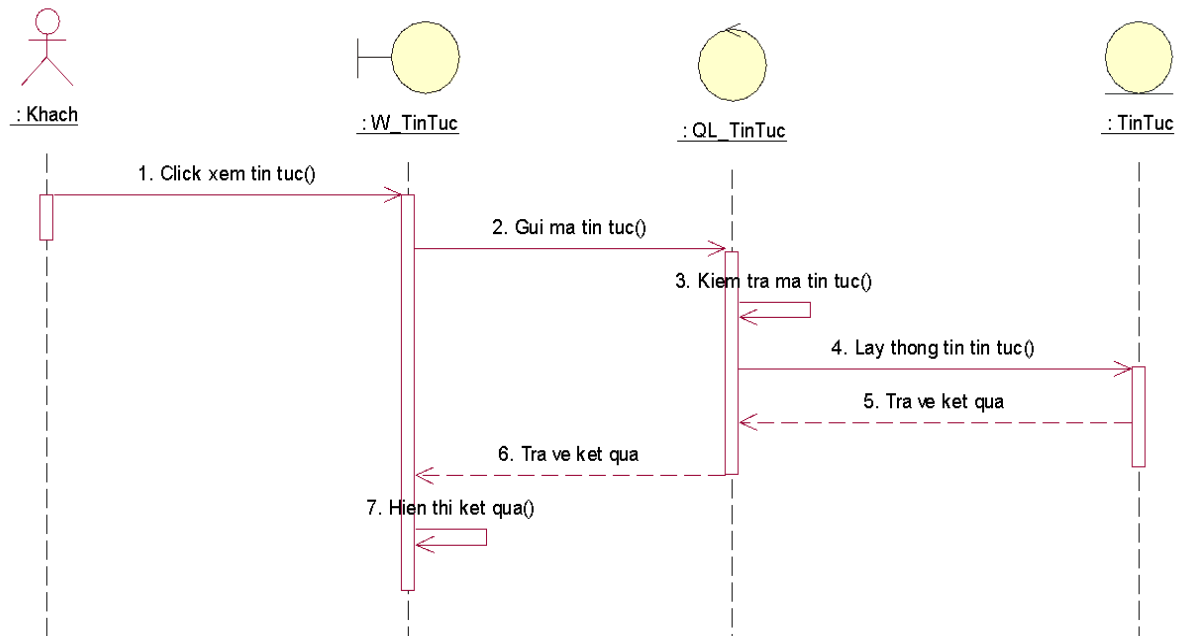 : Khach
: W_TinTuc
: QL_TinTuc
: TinTuc
1. Click xem tin tuc()
2. Gui ma tin tuc()
3. Kiem tra ma tin tuc()
4. Lay thong tin tin tuc()
5. Tra ve ket qua
6. Tra ve ket qua
7. Hien thi ket qua()